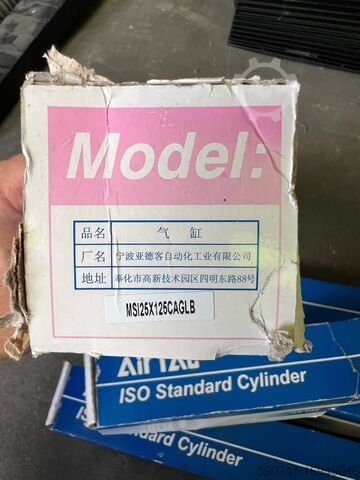 Model:
品名 气缸
厂名 宁波亚德客自动化工业有限公司
地址 奉化市高新技术园区四明东路88号
MSI25X125CAGLB
AirTAC
ISO Standard Cylinder
ISO Standard Cylinder